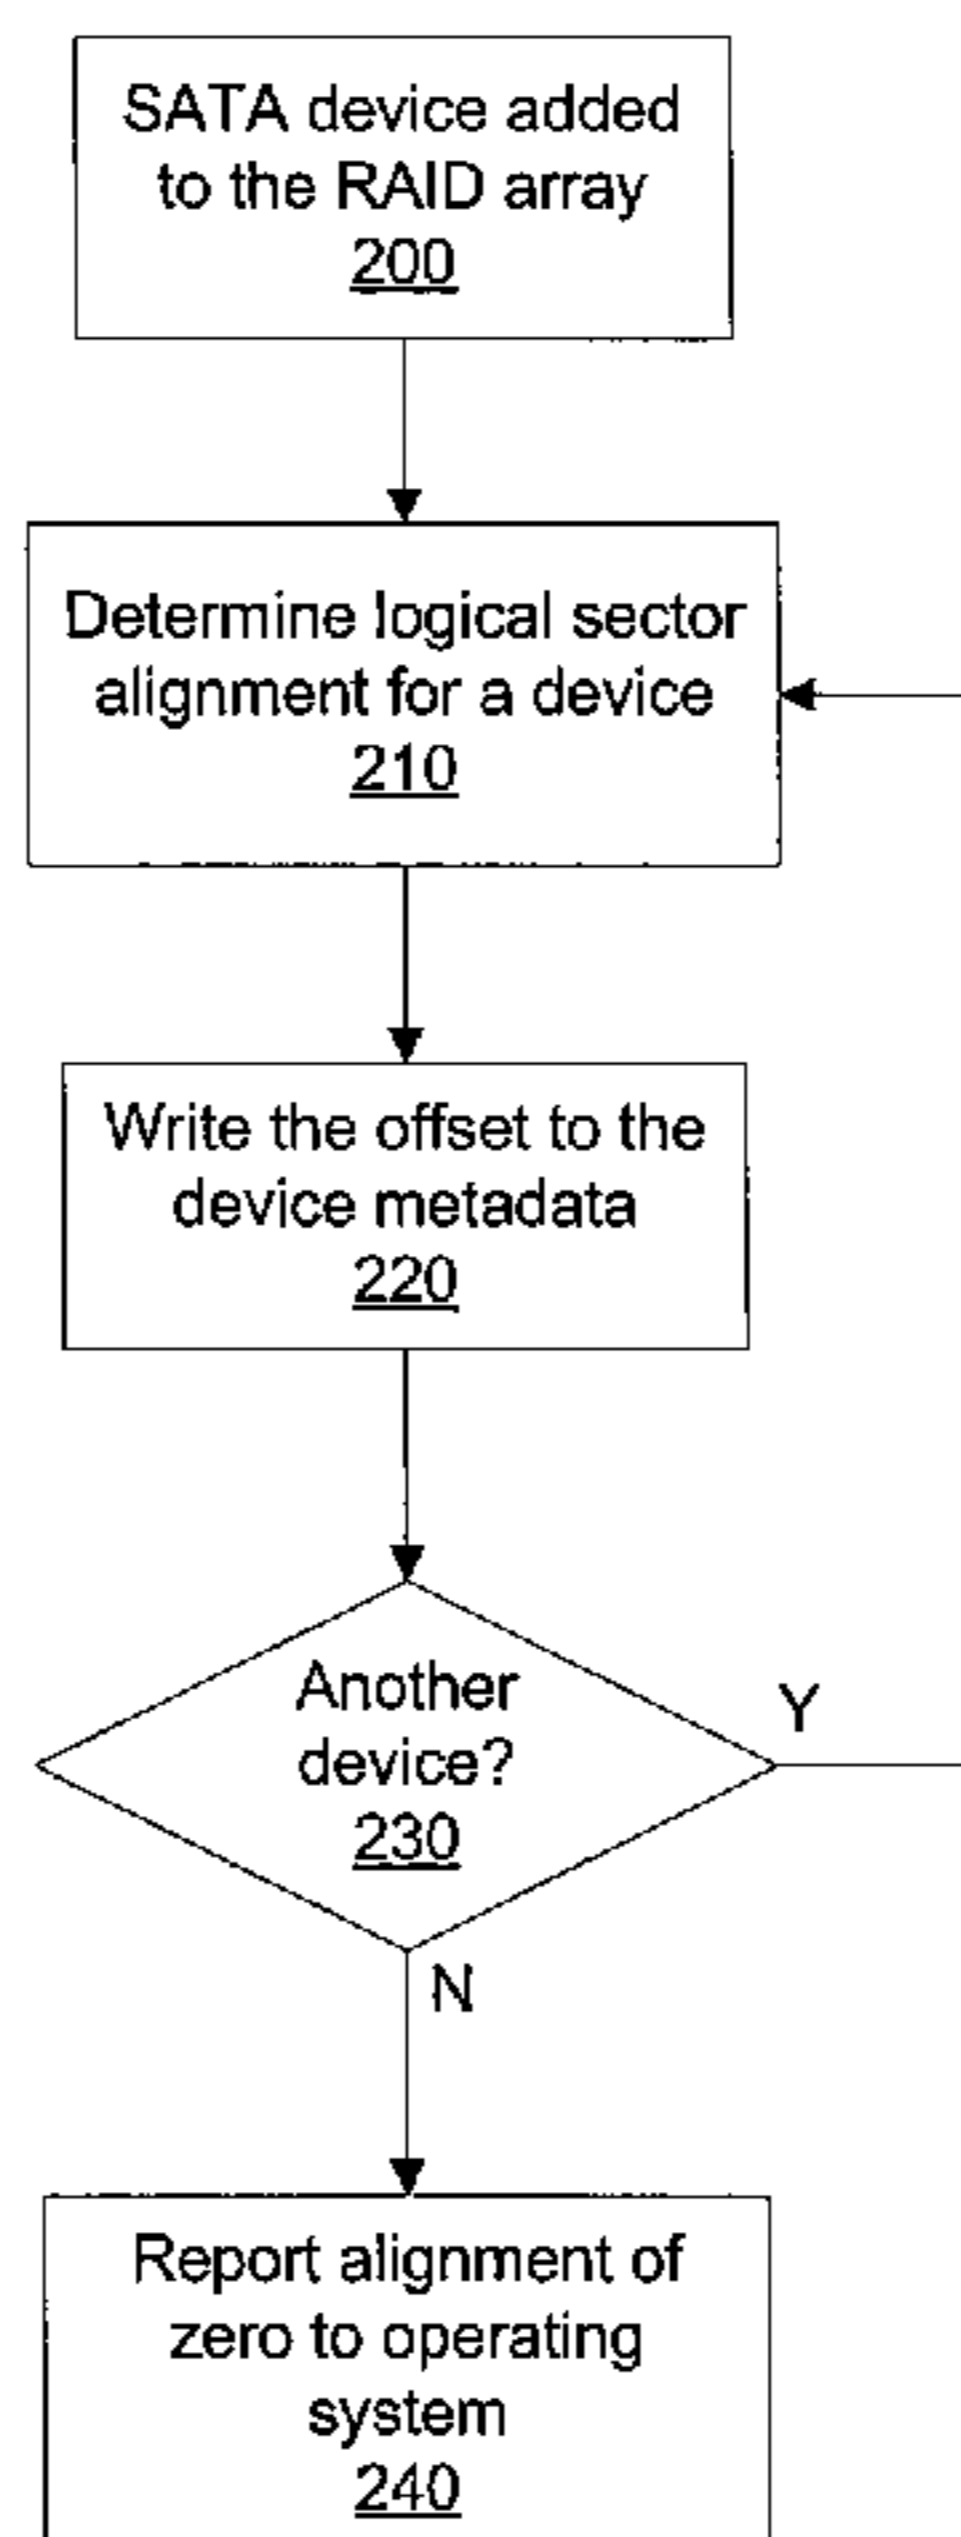 SATA device added
to the RAID array
200
Determine logical sector
alignment for a device
210
Write the offset to the
device metadata
220
Another
device?
230
Y
N
Report alignment of
zero to operating
system
240